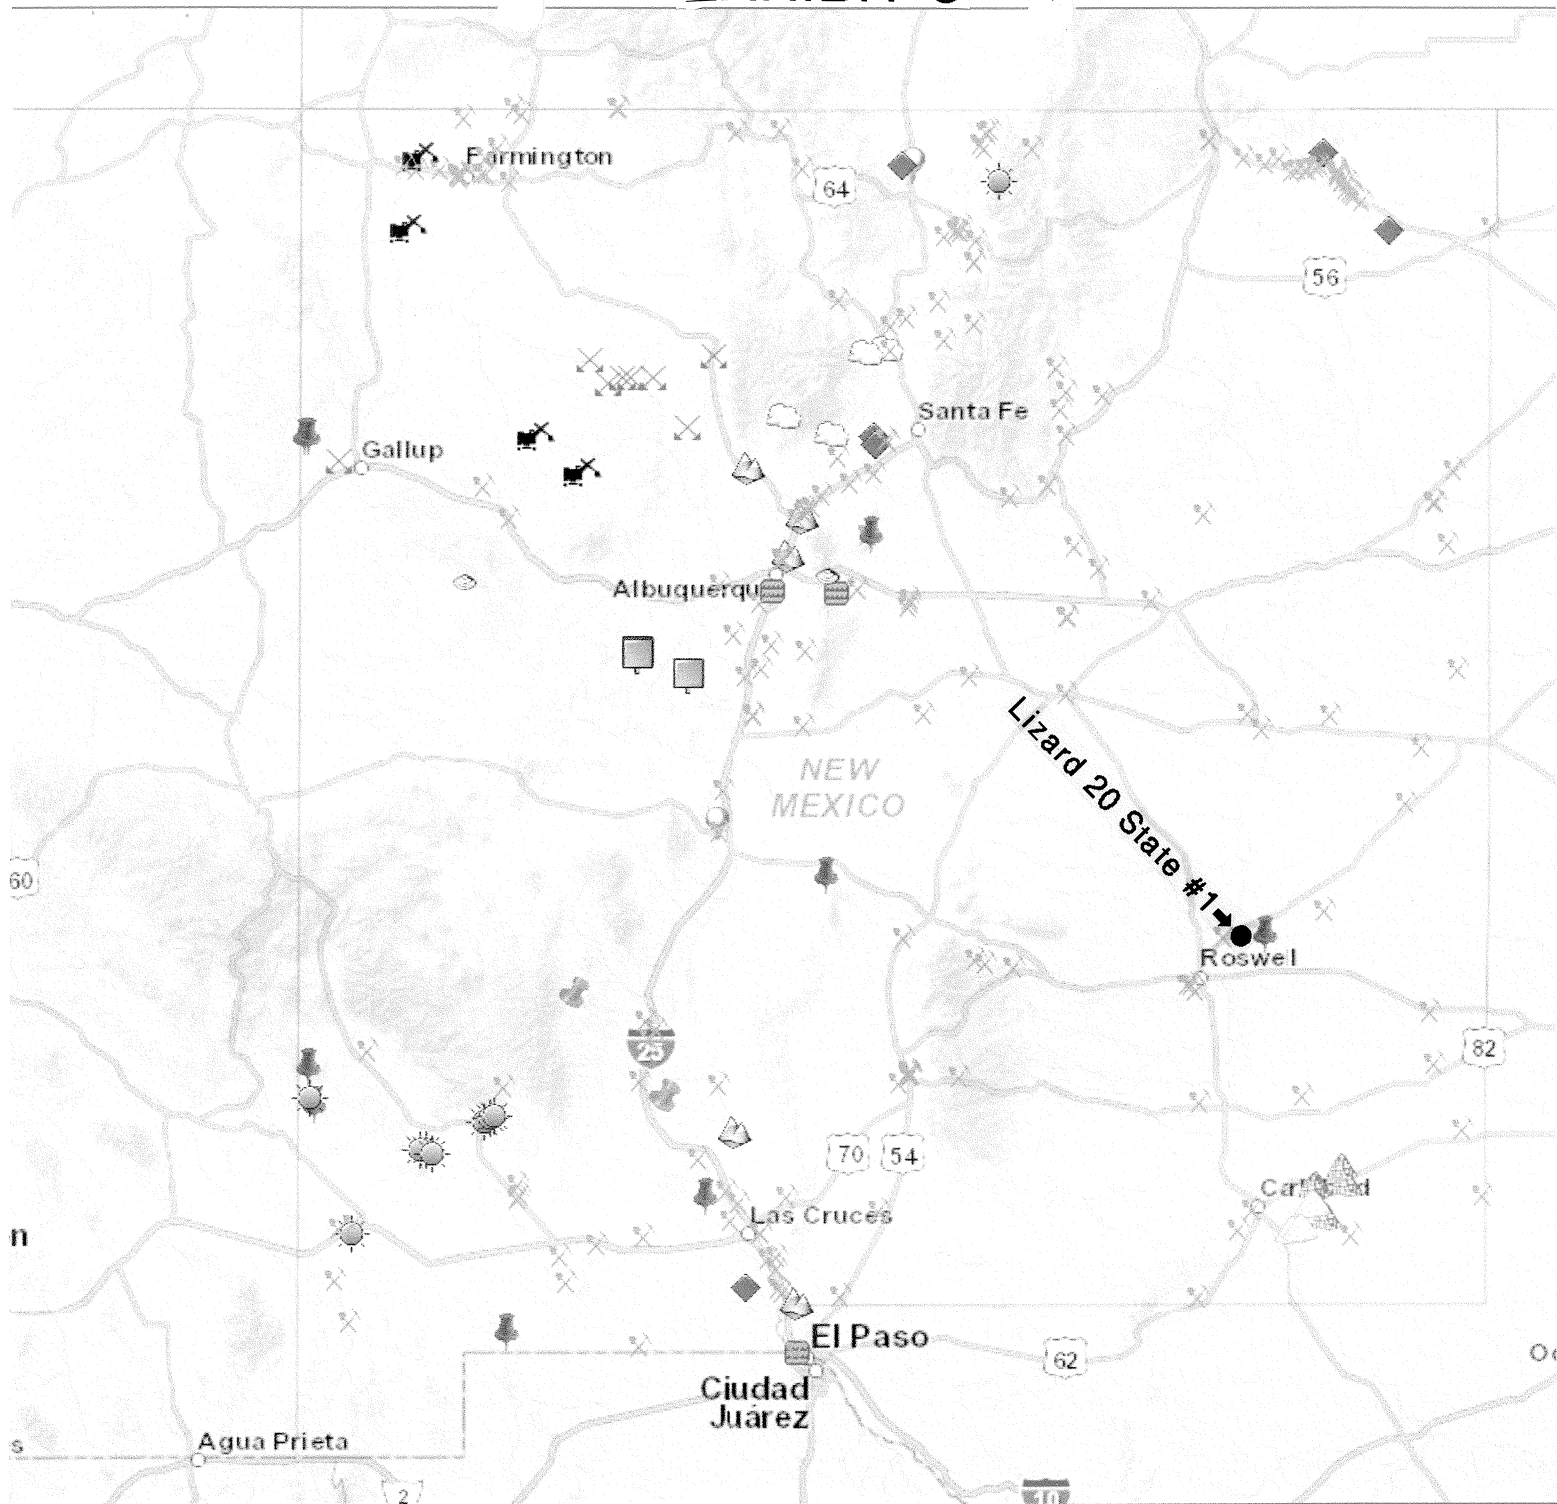 Farmington
64
56
Santa Fe
Gallup
Albuquerqu
Lizard 20 State #1
NEW
MEXICO
60
Roswel
25
82
70
54
Las Cruces
n
El Paso
62
Ciudad
Juárez
Agua Prieta
s
2
10